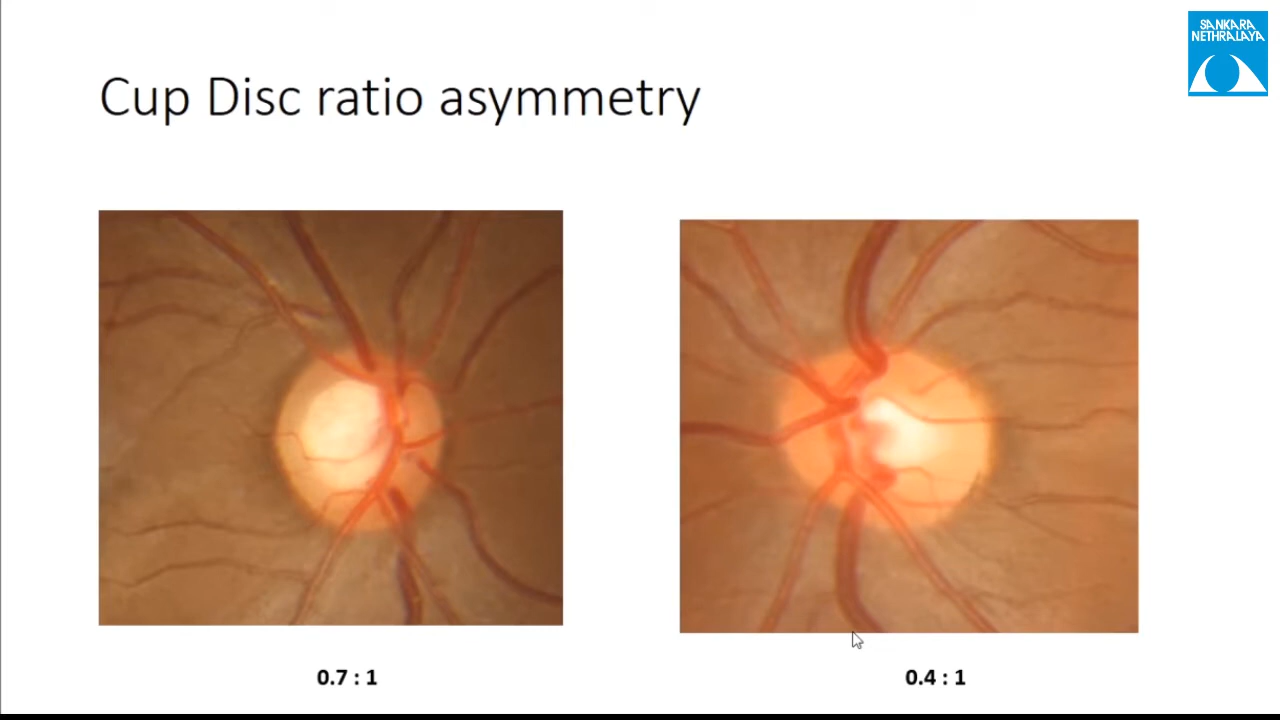 SANKARA
NETHRALAYA
Cup Disc ratio asymmetry
0.7 : 1
0.4 : 1